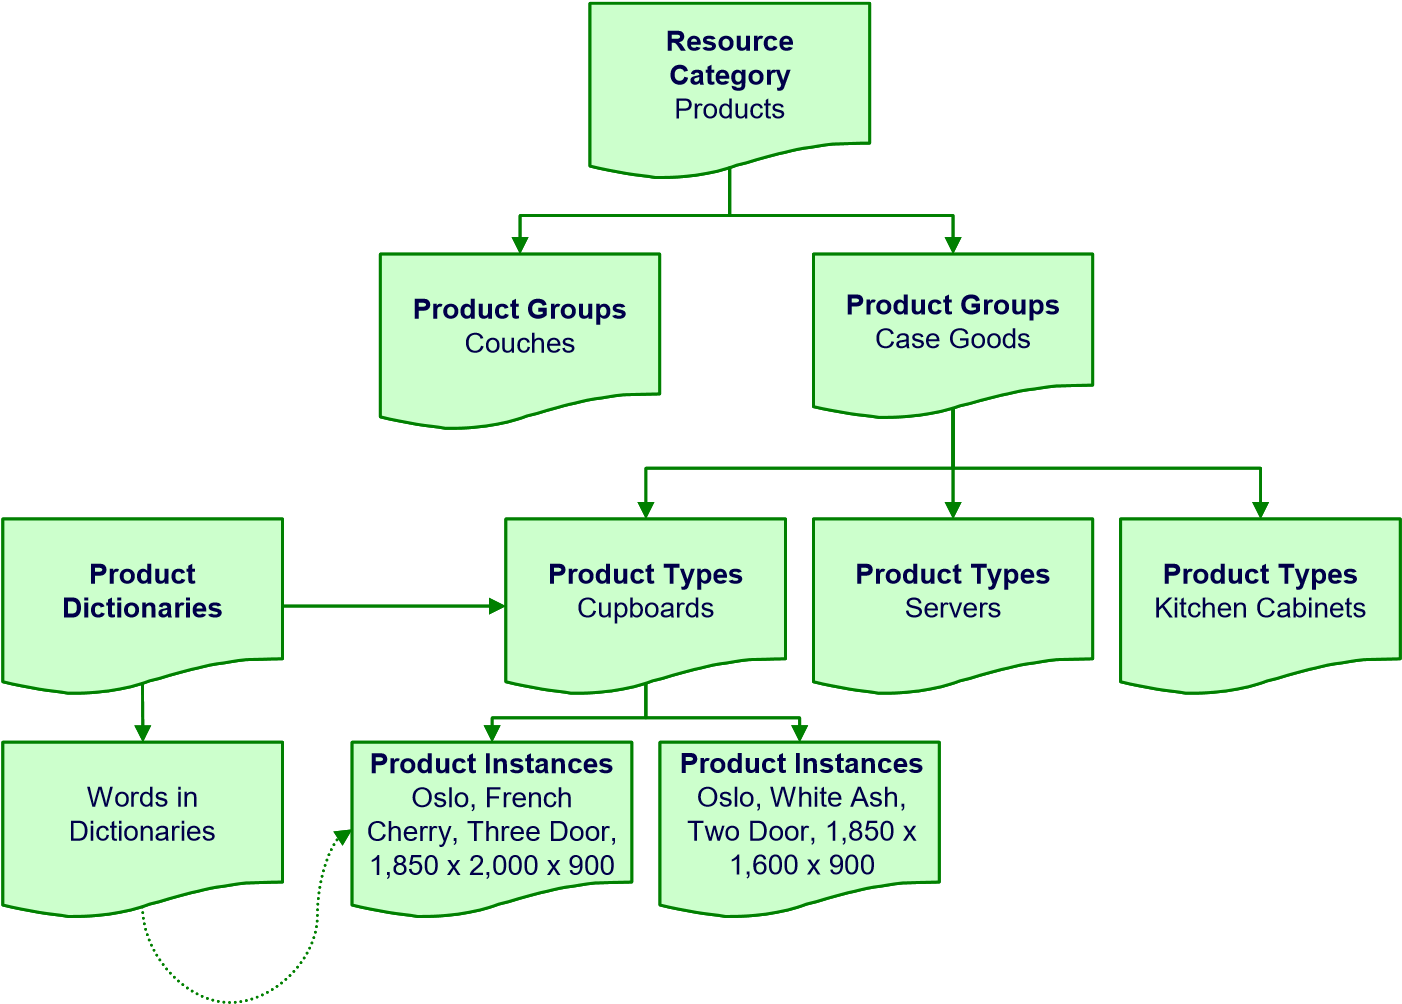 Resource
Category
Products
Product Groups
Couches
Product Groups
Case Goods
Product
Dictionaries
Product Types
Cupboards
Product Types
Servers
Product Types
Kitchen Cabinets
Words in
Dictionaries
Product Instances
Oslo, French
Cherry, Three Door,
1,850 x 2,000 x 900
Product Instances
Oslo, White Ash,
Two Door, 1,850 x
1,600 x 900